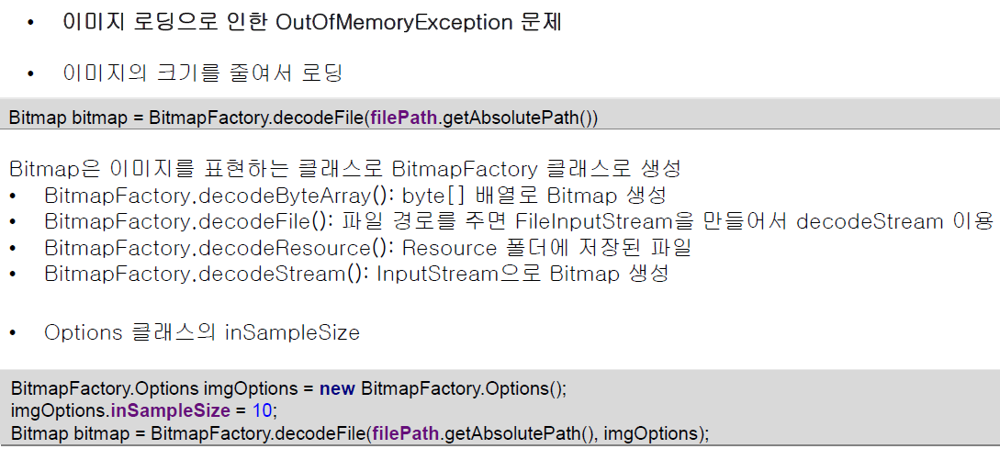 • 이미지 로딩으로 인한 OutOfMemoryException 문제
• 이미지의 크기를 줄여서 로딩
Bitmap bitmap = BitmapFactory.decodeFile(filePath.getAbsolutePath())
Bitmap은 이미지를 표현하는 클래스로 BitmapFactory 클래스로 생성
• BitmapFactory.decodeByteArray(): byte[] 배열로 Bitmap 생성
• BitmapFactory.decodeFile(): 파일 경로를 주면 FileInputStream을 만들어서 decodeStream 이용
• BitmapFactory.decodeResource(): Resource 폴더에 저장된 파일
• BitmapFactory.decodeStream(): InputStream으로 Bitmap 생성
• Options 클래스의 inSampleSize
BitmapFactory.Options imgOptions = new BitmapFactory.Options();
imgOptions.inSampleSize = 10;
Bitmap bitmap = BitmapFactory.decodeFile(filePath.getAbsolutePath(), imgOptions);